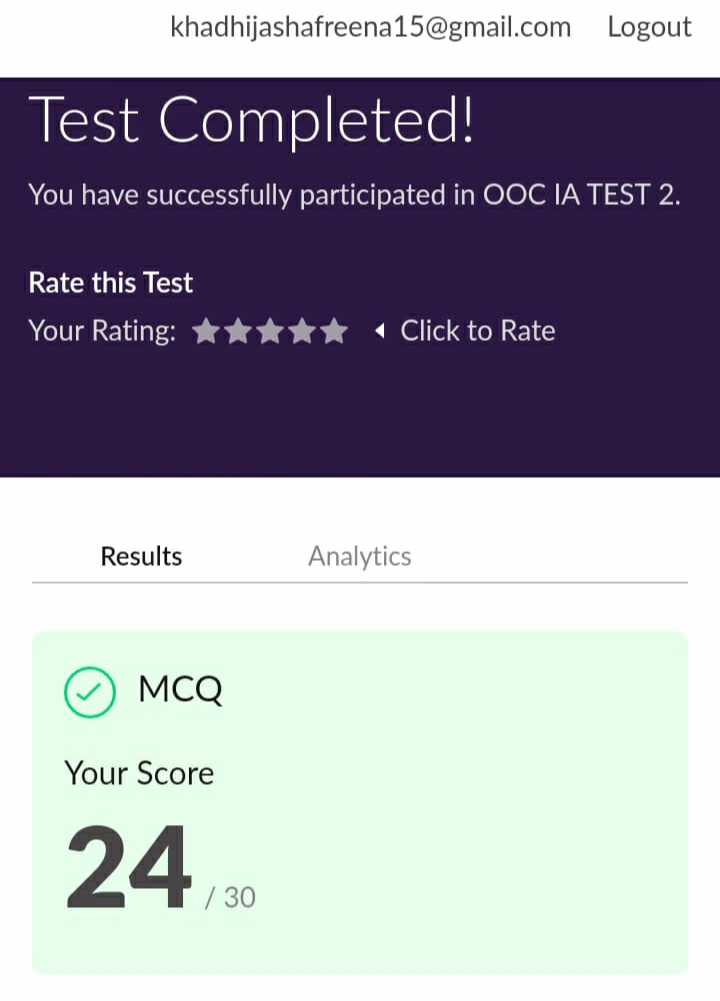 khadhijashafreena15@gmail.com Logout
Test Completed!
You have successfully participated in OOC IA TEST 2.
Rate this Test
Your Rating: Click to Rate
Results Analytics
MCQ
Your Score
24 / 30